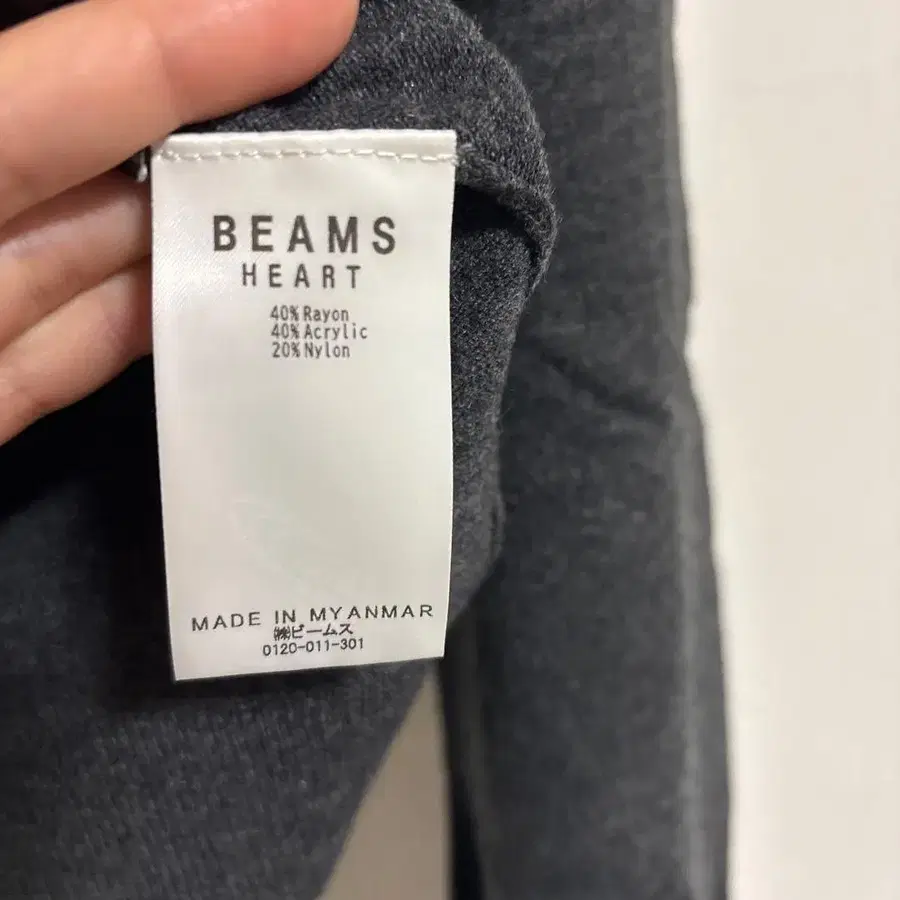 BEAMS
HEART
40% Rayon
40% Acrylic
20% Nylon
MADE IN MYANMAR
㈱ビームス
0120-011-301